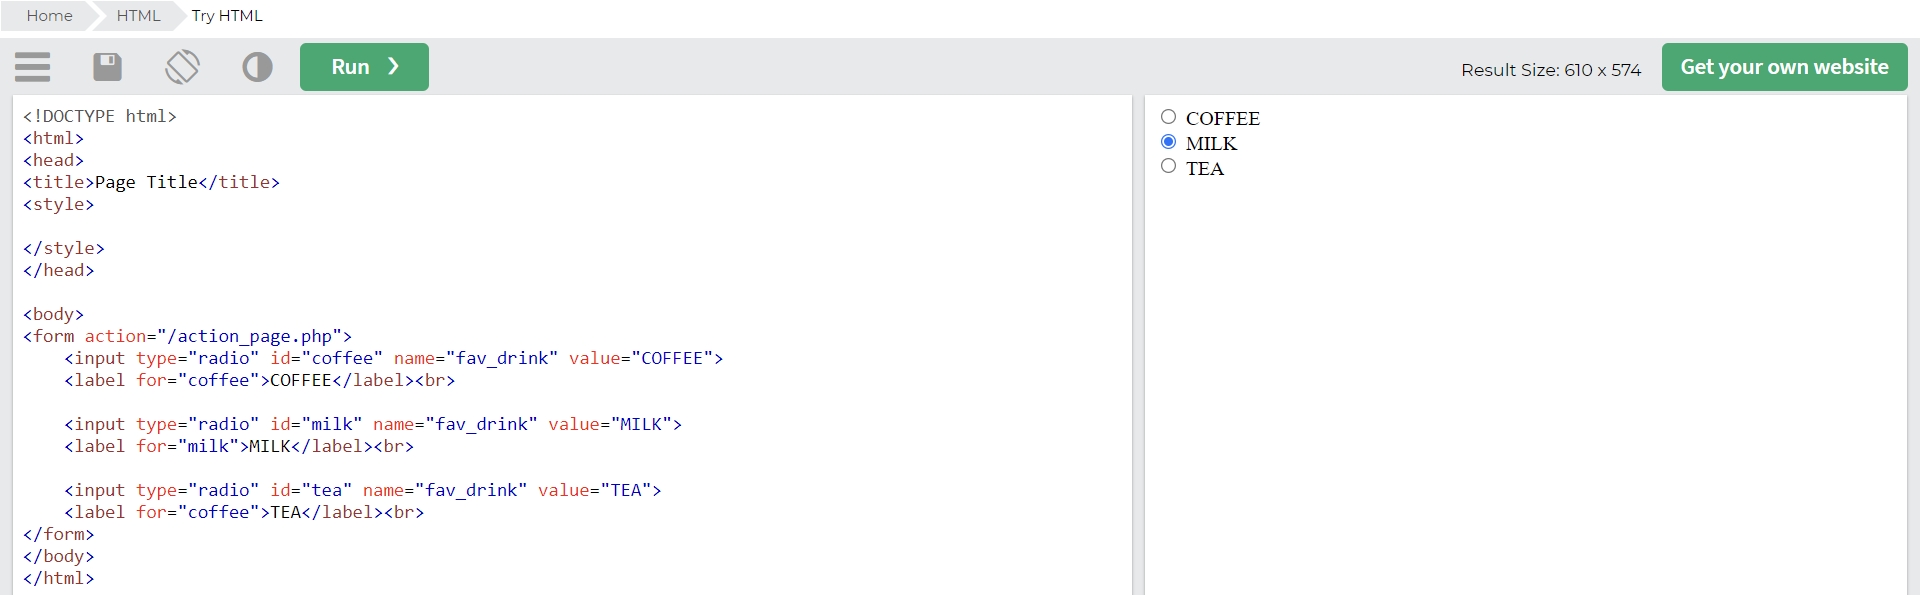 Home HTML Try HTML
Run ❯ Result Size: 610 x 574 Get your own website
<!DOCTYPE html>
<html>
<head>
<title>Page Title</title>
<style>
</style>
</head>
<body>
<form action="/action_page.php">
<input type="radio" id="coffee" name="fav_drink" value="COFFEE">
<label for="coffee">COFFEE</label><br>
<input type="radio" id="milk" name="fav_drink" value="MILK">
<label for="milk">MILK</label><br>
<input type="radio" id="tea" name="fav_drink" value="TEA">
<label for="coffee">TEA</label><br>
</form>
</body>
</html>
COFFEE
MILK
TEA